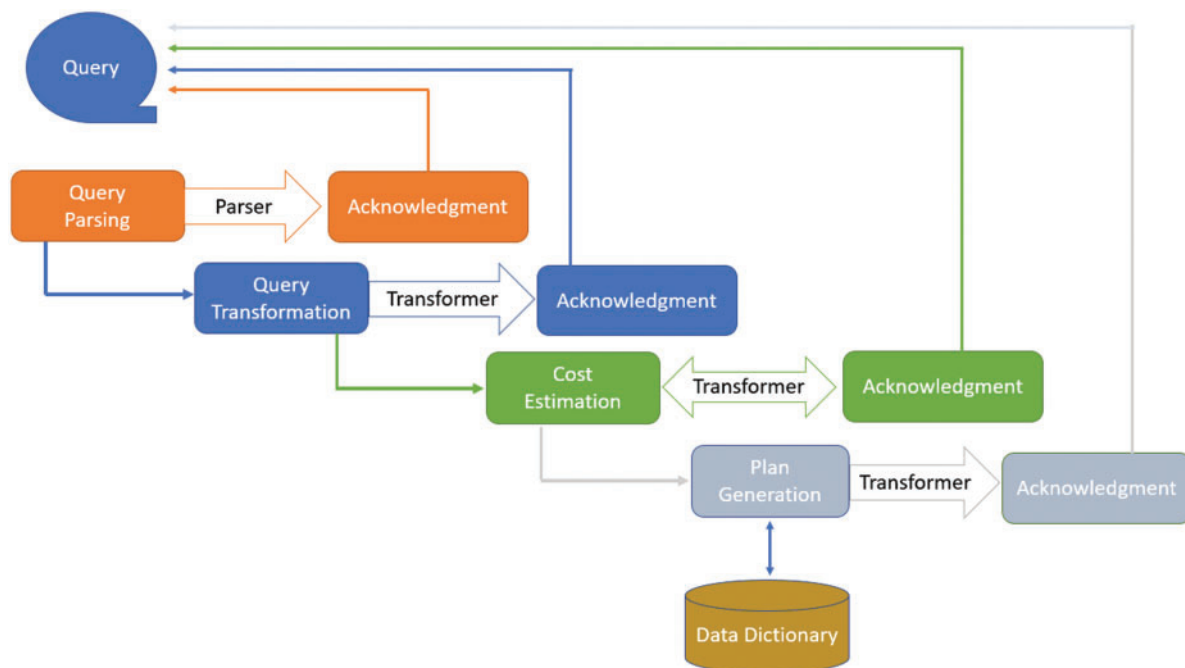 Query
Query
Parsing
Parser
Acknowledgment
Query
Transformation
Transformer
Acknowledgment
Cost
Estimation
Transformer
Acknowledgment
Plan
Generation
Transformer
Acknowledgment
Data Dictionary